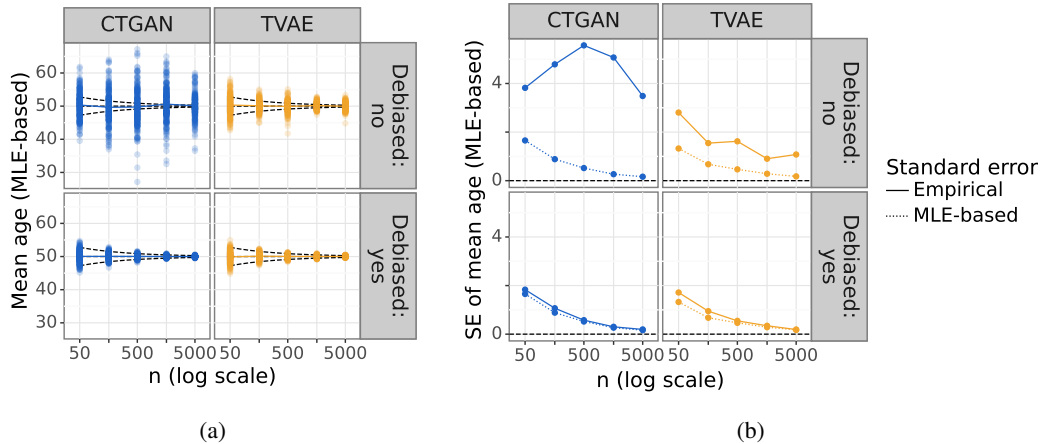 CTGAN
TVAE
Mean age (MLE-based)
60
50
40
30
Debiased:
no
60
50
40
30
Debiased:
yes
50
500
5000
50
500
5000
n (log scale)
(a)
CTGAN
TVAE
SE of mean age (MLE-based)
4
0
Debiased:
no
4
0
Debiased:
yes
50
500
5000
50
500
5000
n (log scale)
(b)
Standard error
Empirical
MLE-based